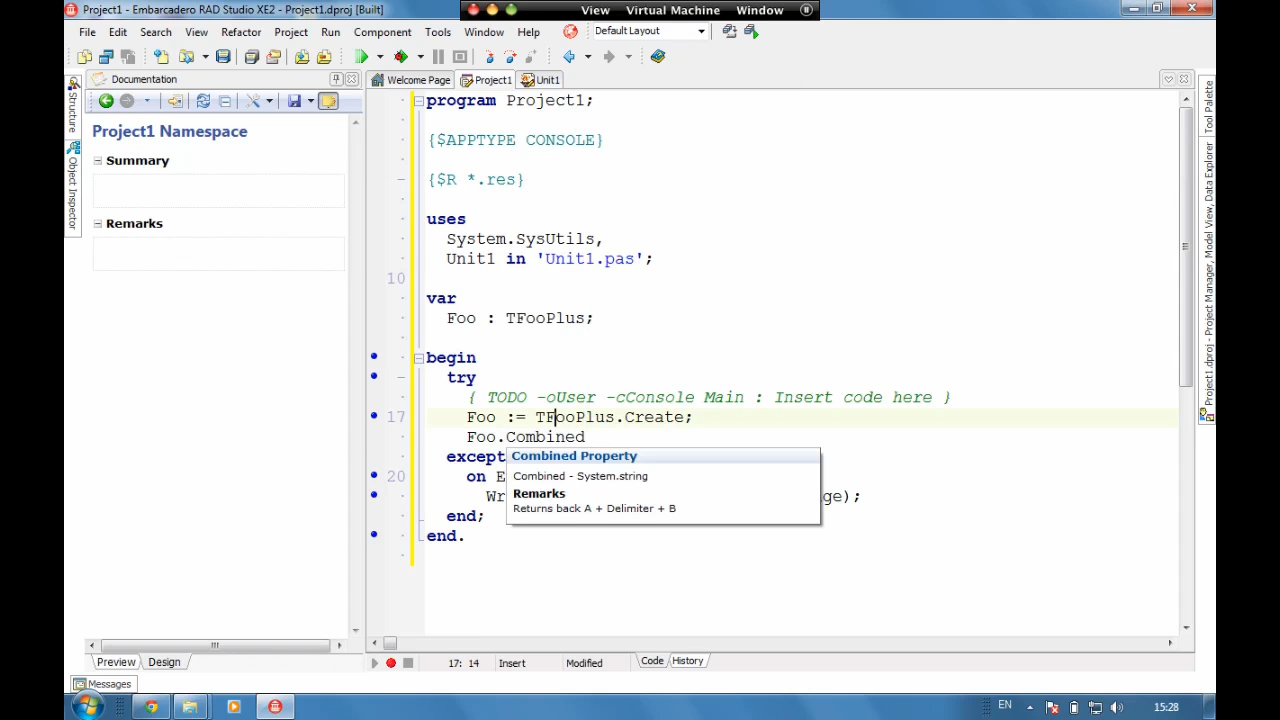 Project1 - Embarcadero RAD Studio XE2 - Project1.dproj [Built]
View Virtual Machine Window
File Edit Search View Refactor Project Run Component Tools Window Help
Default Layout
Documentation
Welcome Page Project1 Unit1
Structure
Object Inspector
Project1 Namespace
Summary
Remarks
program Project1;
{$APPTYPE CONSOLE}
{$R *.res}
uses
System.SysUtils,
Unit1 in 'Unit1.pas';
10
var
Foo : TFooPlus;
begin
try
{ TODO -oUser -cConsole Main : Insert code here }
17 Foo := TFooPlus.Create;
Foo.Combined
except
Combined Property
Combined - System.string
Remarks
Returns back A + Delimiter + B
20 on E
Wr ge);
end;
end.
Tool Palette
Project1.dproj - Project Manager, Model View, Data Explorer
Preview Design
17: 14 Insert Modified Code History
Messages
EN 15:28